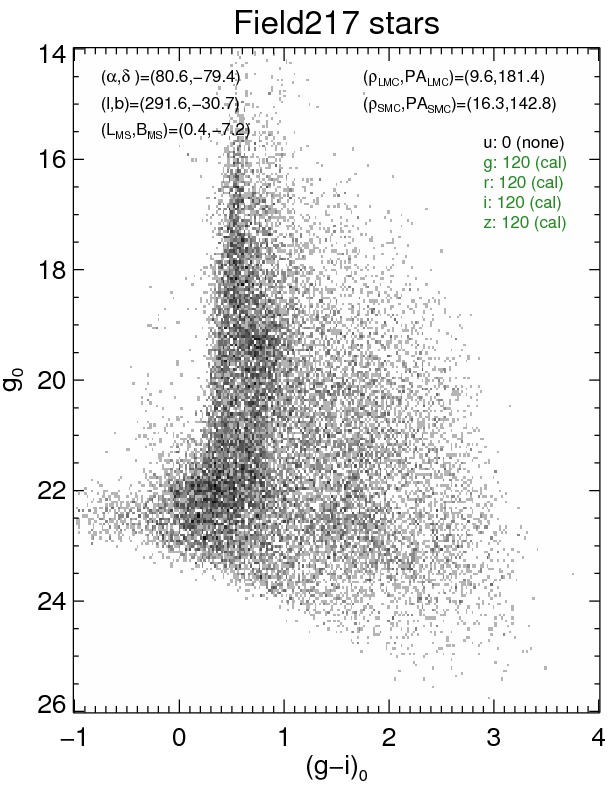 Field217 stars
(α,δ )=(80.6,−79.4)
(ρLMC,PALMC)=(9.6,181.4)
(l,b)=(291.6,−30.7)
(ρSMC,PASMC)=(16.3,142.8)
(LMS,BMS)=(0.4,−7.2)
u: 0 (none)
g: 120 (cal)
r: 120 (cal)
i: 120 (cal)
z: 120 (cal)
14
16
18
20
22
24
26
g0
−1 0 1 2 3 4
(g−i)0